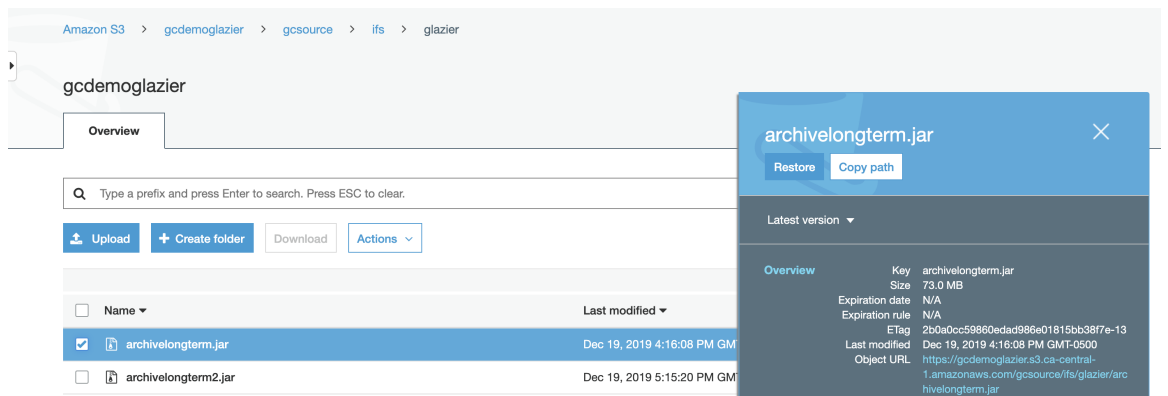 Amazon S3 > gcdemoglazier > gcsource > ifs > glazier
gcdemoglazier
Overview
Type a prefix and press Enter to search. Press ESC to clear.
Upload + Create folder Download Actions
Name Last modified
archivelongterm.jar Dec 19, 2019 4:16:08 PM GMT
archivelongterm2.jar Dec 19, 2019 5:15:20 PM GMT
archivelongterm.jar
Restore Copy path
Latest version
Overview Key archivelongterm.jar
Size 73.0 MB
Expiration date N/A
Expiration rule N/A
ETag 2b0a0cc59860edad986e01815bb38f7e-13
Last modified Dec 19, 2019 4:16:08 PM GMT-0500
Object URL https://gcdemoglazier.s3.ca-central-
1.amazonaws.com/gcsource/ifs/glazier/arc
hivelongterm.jar